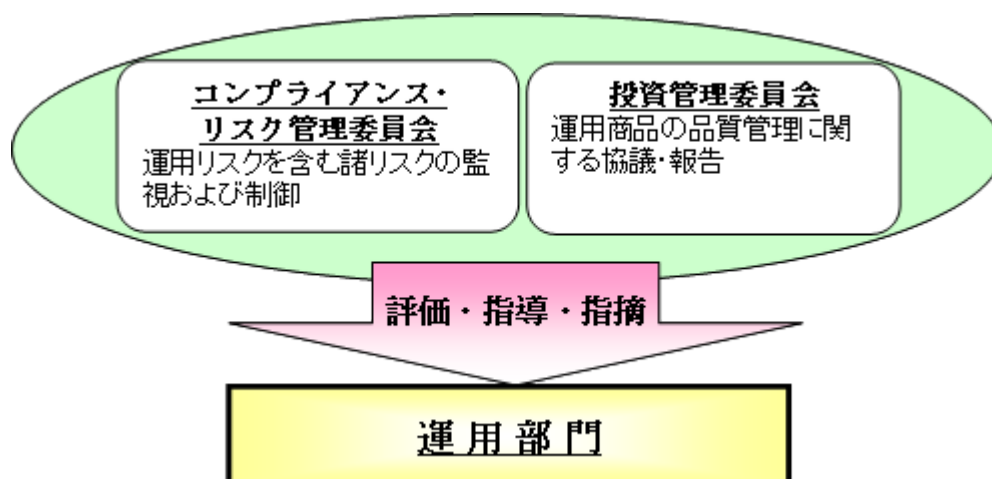 コンプライアンス・
リスク管理委員会
運用リスクを含む諸リスクの監
視および制御
投資管理委員会
運用商品の品質管理に関
する協議・報告
評価・指導・指摘
運用部門